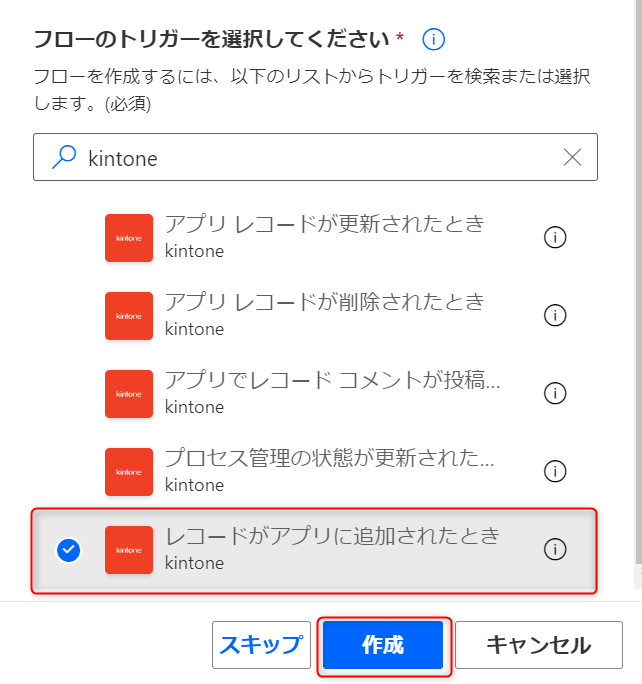 フローのトリガーを選択してください *
フローを作成するには、以下のリストからトリガーを検索または選択
します。(必須)
kintone
アプリ レコードが更新されたとき
kintone
kintone
アプリ レコードが削除されたとき
kintone
kintone
アプリでレコード コメントが投稿...
kintone
kintone
プロセス管理の状態が更新された...
kintone
kintone
レコードがアプリに追加されたとき
kintone
kintone
スキップ 作成 キャンセル